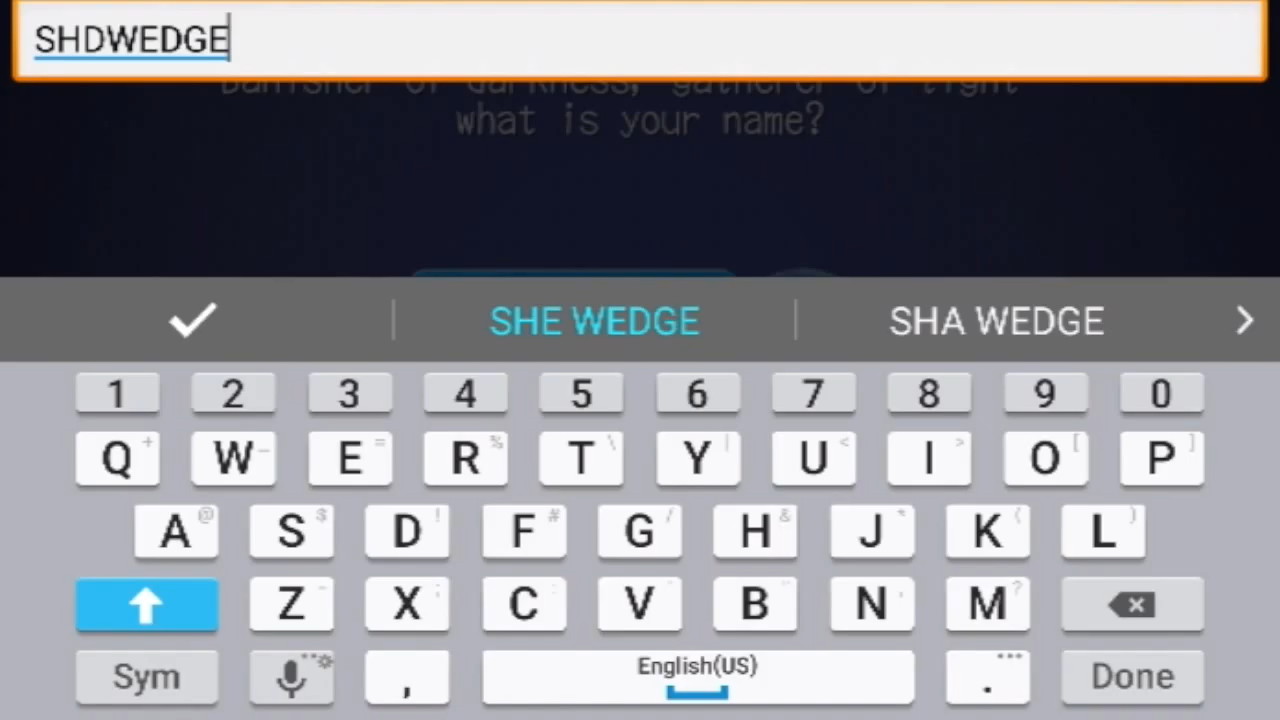 SHDWEDGE
Banisher of darkness, gatherer of light
what is your name?
SHE WEDGE SHA WEDGE
1 2 3 4 5 6 7 8 9 0
Q + W - E = R % T \ Y | U < I > O [ P ]
A @ S $ D ! F # G / H & J * K ( L )
Z X C V B N M ?
Sym , English(US) . Done